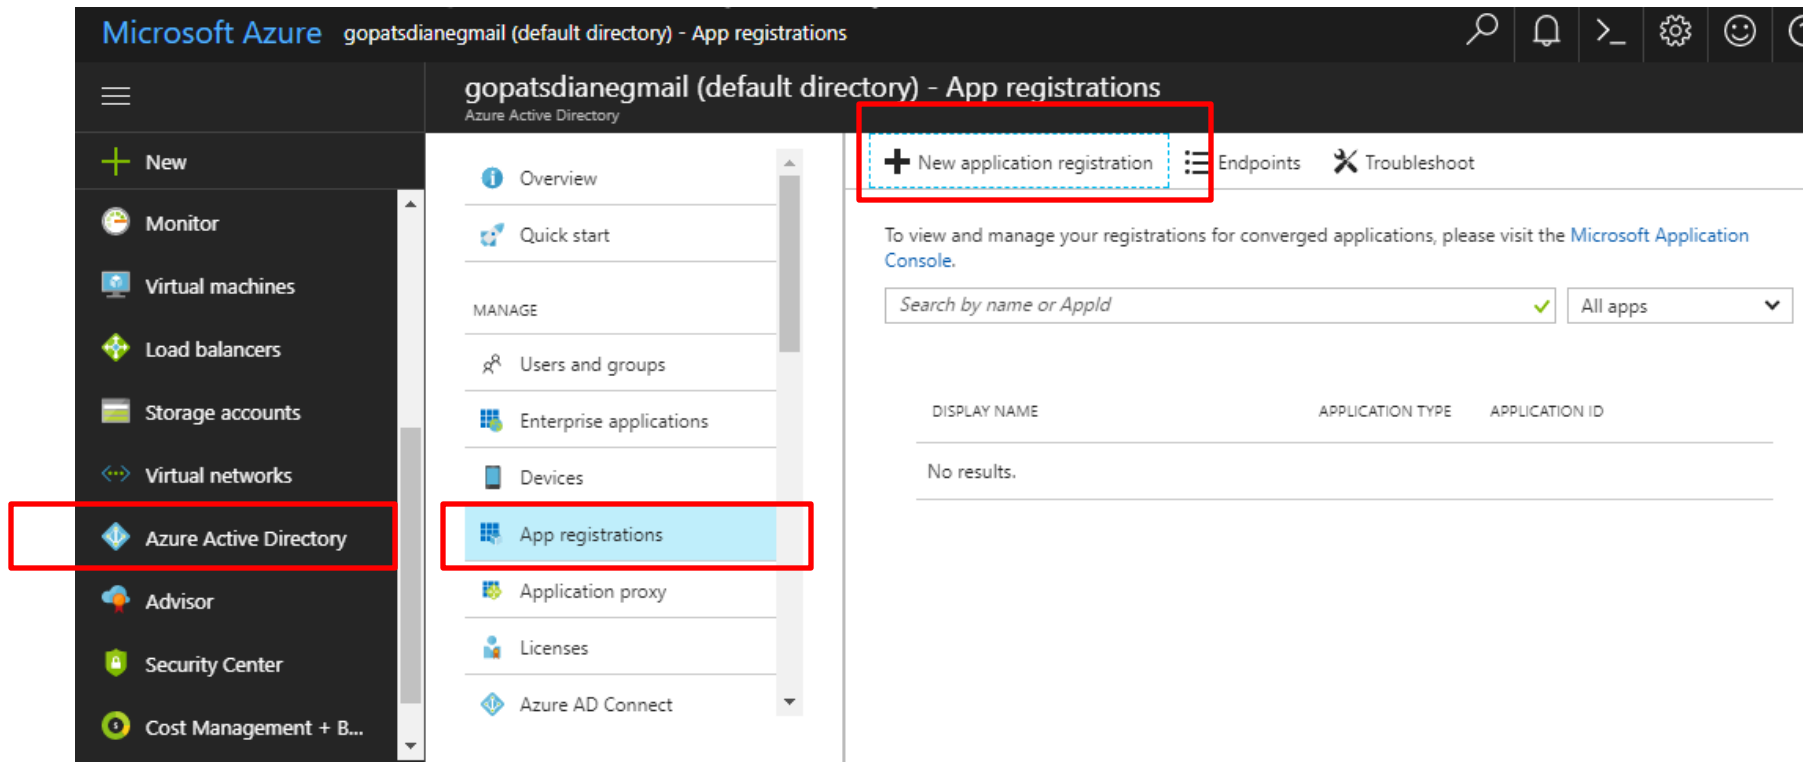 Microsoft Azure gopatsdianegmail (default directory) - App registrations
gopatsdianegmail (default directory) - App registrations
Azure Active Directory
New
Monitor
Virtual machines
Load balancers
Storage accounts
Virtual networks
Azure Active Directory
Advisor
Security Center
Cost Management + B...
Overview
Quick start
MANAGE
Users and groups
Enterprise applications
Devices
App registrations
Application proxy
Licenses
Azure AD Connect
New application registration Endpoints Troubleshoot
To view and manage your registrations for converged applications, please visit the Microsoft Application
Console.
Search by name or AppId All apps
DISPLAY NAME APPLICATION TYPE APPLICATION ID
No results.